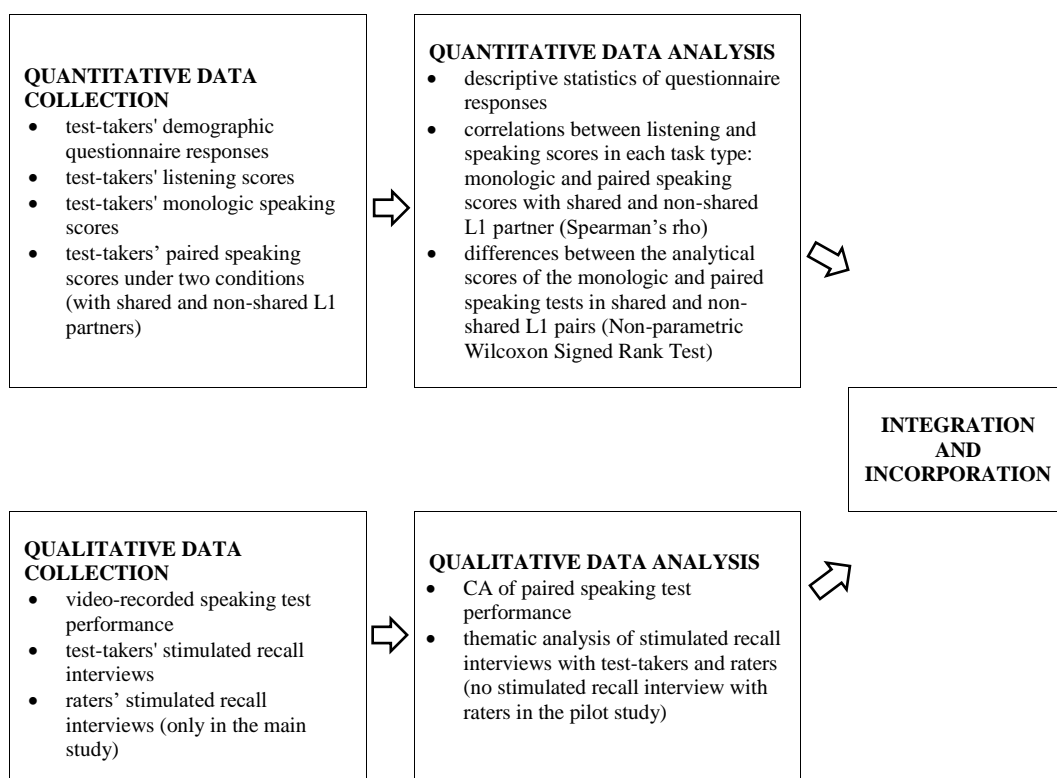 QUANTITATIVE DATA
COLLECTION
• test-takers' demographic
questionnaire responses
• test-takers' listening scores
• test-takers' monologic speaking
scores
• test-takers’ paired speaking
scores under two conditions
(with shared and non-shared L1
partners)
QUANTITATIVE DATA ANALYSIS
• descriptive statistics of questionnaire
responses
• correlations between listening and
speaking scores in each task type:
monologic and paired speaking
scores with shared and non-shared
L1 partner (Spearman’s rho)
• differences between the analytical
scores of the monologic and paired
speaking tests in shared and non-
shared L1 pairs (Non-parametric
Wilcoxon Signed Rank Test)
INTEGRATION
AND
INCORPORATION
QUALITATIVE DATA
COLLECTION
• video-recorded speaking test
performance
• test-takers' stimulated recall
interviews
• raters’ stimulated recall
interviews (only in the main
study)
QUALITATIVE DATA ANALYSIS
• CA of paired speaking test
performance
• thematic analysis of stimulated recall
interviews with test-takers and raters
(no stimulated recall interview with
raters in the pilot study)